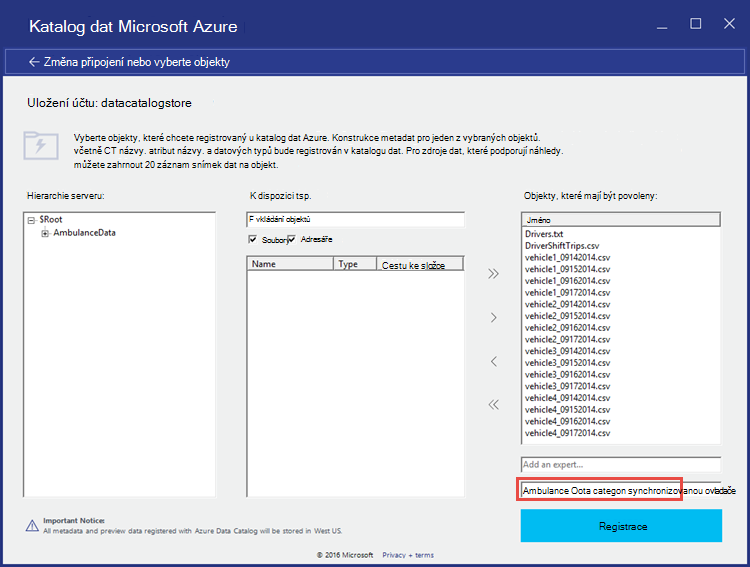 Katalog dat Microsoft Azure
Změna připojení nebo vyberte objekty
Uložení účtu: datacatalogstore
Vyberte objekty, které chcete registrovaný u katalog dat Azure. Konstrukce metadat pro jeden z vybraných objektů.
včetně CT názvy. atribut názvy. a datových typů bude registrován v katalogu dat. Pro zdroje dat, které podporují náhledy.
můžete zahrnout 20 záznam snímek dat na objekt.
Hierarchie serveru:
$Root
AmbulanceData
K dispozici tsp.
F vkládání objektů
Soubory Adresáře
Name Type Cestu ke složce
Objekty, které mají být povoleny:
Jméno
Drivers.txt
DriverShiftTrips.csv
vehicle1_09142014.csv
vehicle1_09152014.csv
vehicle1_09162014.csv
vehicle1_09172014.csv
vehicle2_09142014.csv
vehicle2_09152014.csv
vehicle2_09162014.csv
vehicle2_09172014.csv
vehicle3_09142014.csv
vehicle3_09152014.csv
vehicle3_09162014.csv
vehicle3_09172014.csv
vehicle4_09142014.csv
vehicle4_09152014.csv
vehicle4_09162014.csv
vehicle4_09172014.csv
Add an expert...
Ambulance Oota categon synchronizovanou ovladače
Registrace
Important Notice:
All metadata and preview data registered with Azure Data Catalog will be stored in West US.
© 2016 Microsoft Privacy + terms